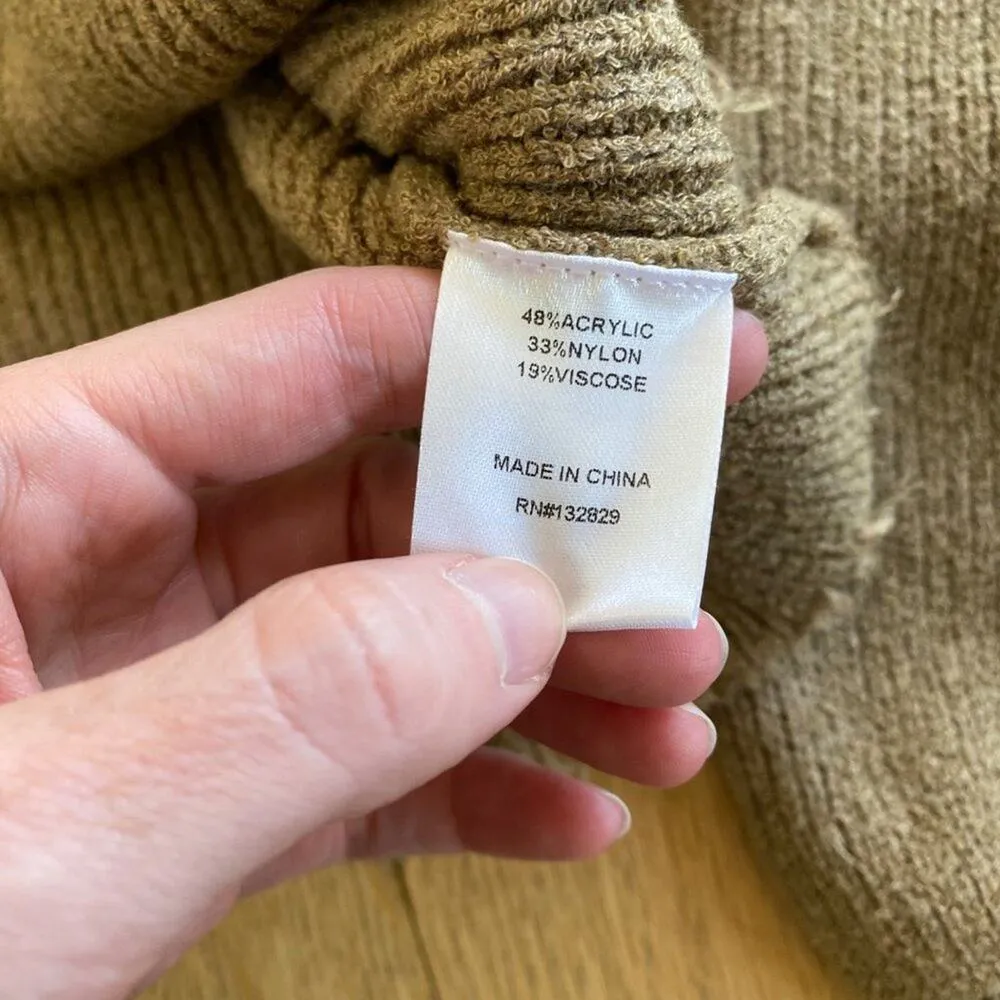 48%ACRYLIC
33%NYLON
19%VISCOSE
MADE IN CHINA
RN#132829